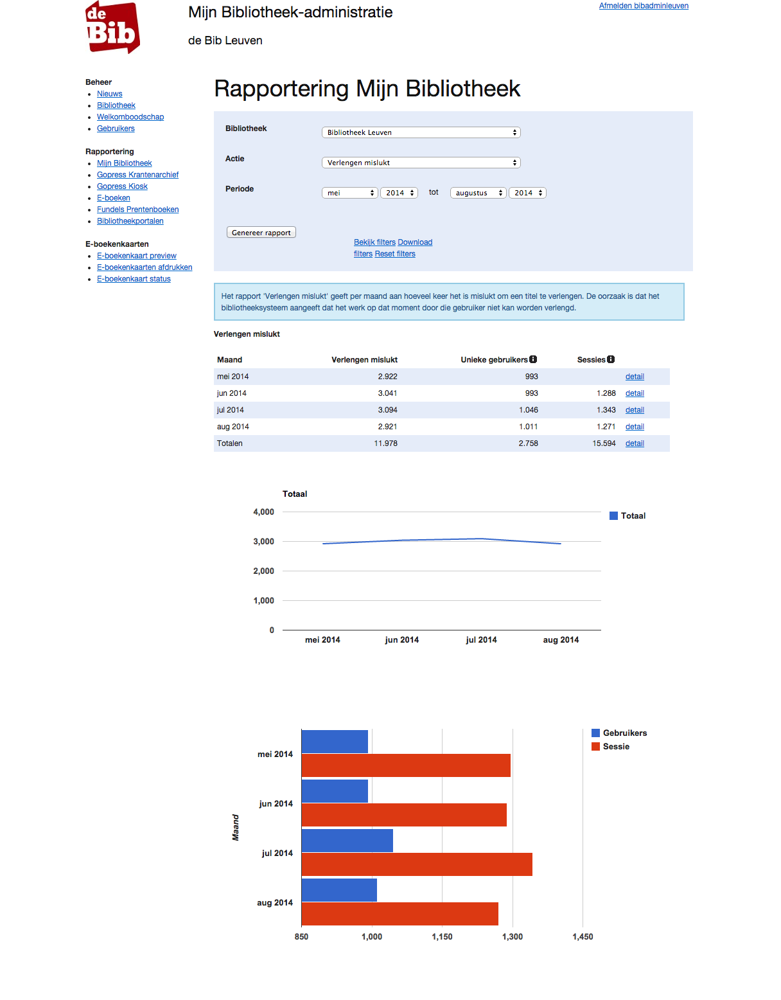 de
Bib
Mijn Bibliotheek-administratie
Afmelden bibadminleuven
de Bib Leuven
Beheer
Nieuws
Bibliotheek
Welkomboodschap
Gebruikers
Rapportering
Mijn Bibliotheek
Gopress Krantenarchief
Gopress Kiosk
E-boeken
Fundels Prentenboeken
Bibliotheekportalen
E-boekenkaarten
E-boekenkaart preview
E-boekenkaarten afdrukken
E-boekenkaart status
Rapportering Mijn Bibliotheek
Bibliotheek Bibliotheek Leuven
Actie Verlengen mislukt
Periode mei 2014 tot augustus 2014
Genereer rapport
Bekijk filters Download
filters Reset filters
Het rapport 'Verlengen mislukt' geeft per maand aan hoeveel keer het is mislukt om een titel te verlengen. De oorzaak is dat het
bibliotheeksysteem aangeeft dat het werk op dat moment door die gebruiker niet kan worden verlengd.
Verlengen mislukt
Maand Verlengen mislukt Unieke gebruikers i Sessies i
mei 2014 2.922 993 detail
jun 2014 3.041 993 1.288 detail
jul 2014 3.094 1.046 1.343 detail
aug 2014 2.921 1.011 1.271 detail
Totalen 11.978 2.758 15.594 detail
Totaal
4,000
3,000
2,000
1,000
0
mei 2014 jun 2014 jul 2014 aug 2014
Totaal
Maand
mei 2014
jun 2014
jul 2014
aug 2014
850 1,000 1,150 1,300 1,450
Gebruikers
Sessie